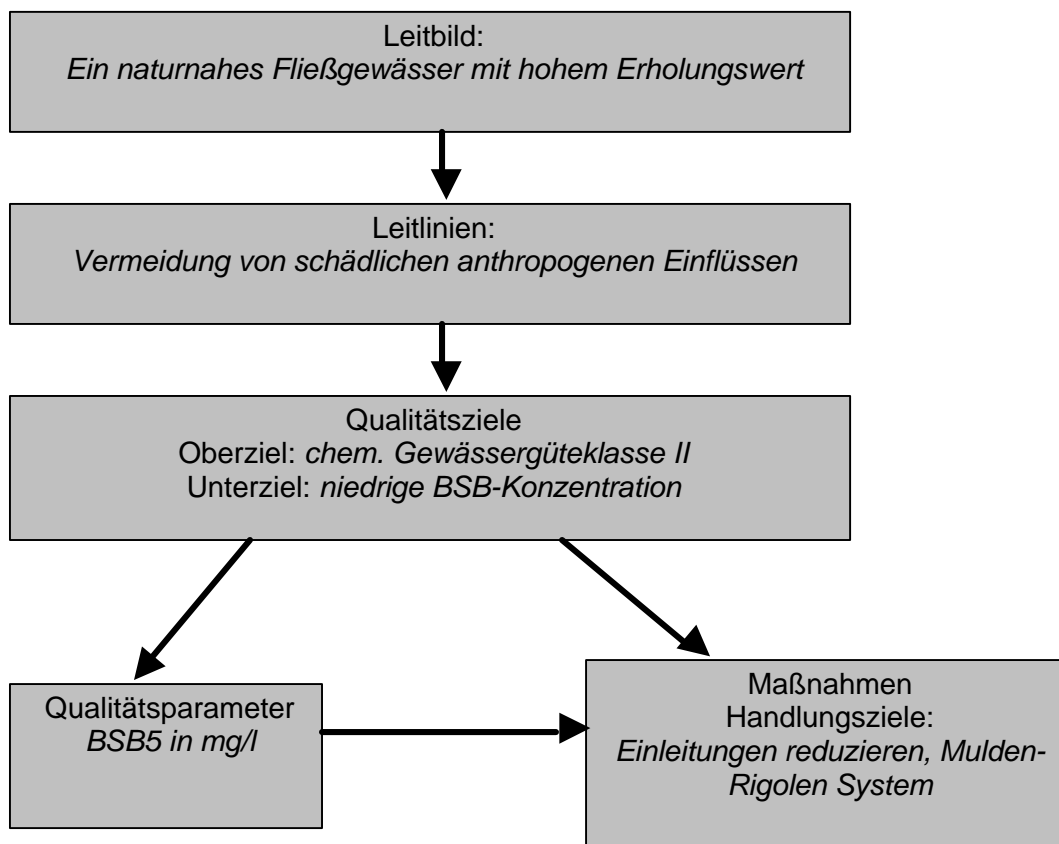 Leitbild:
Ein naturnahes Fließgewässer mit hohem Erholungswert
Leitlinien:
Vermeidung von schädlichen anthropogenen Einflüssen
Qualitätsziele
Oberziel: chem. Gewässergüteklasse II
Unterziel: niedrige BSB-Konzentration
Qualitätsparameter
BSB5 in mg/l
Maßnahmen
Handlungsziele:
Einleitungen reduzieren, Mulden-
Rigolen System